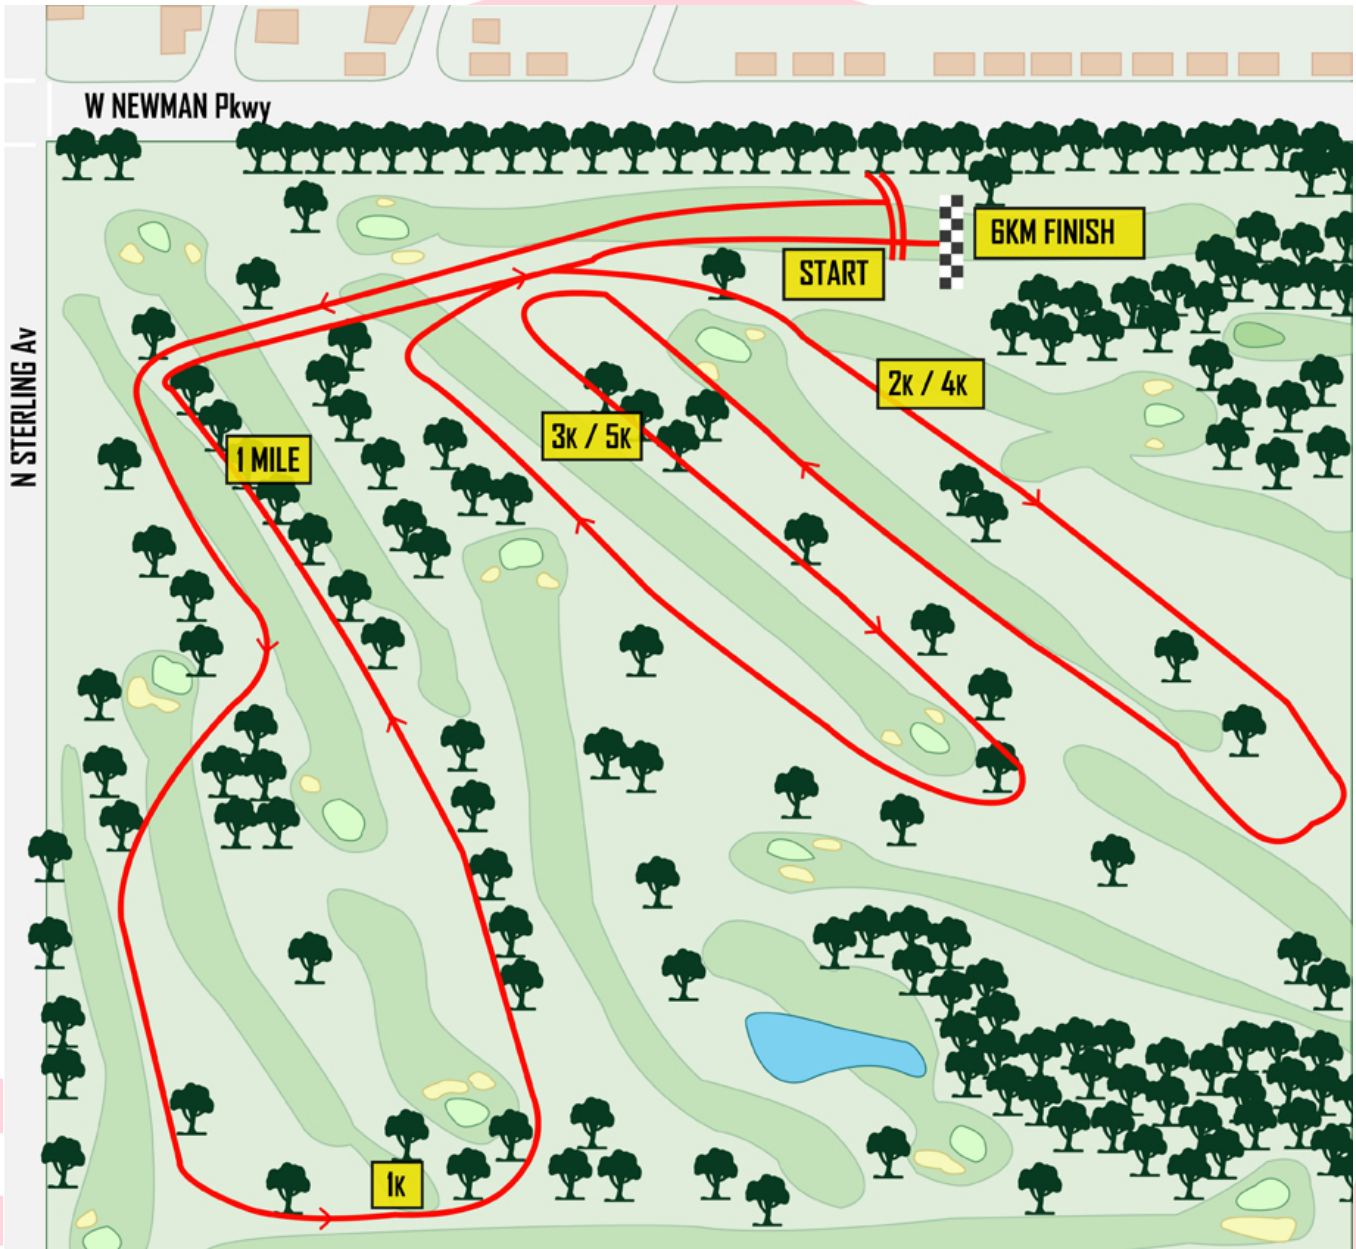 W NEWMAN Pkwy
6KM FINISH
START
N STERLING Av
2K / 4K
3K / 5K
1 MILE
1K